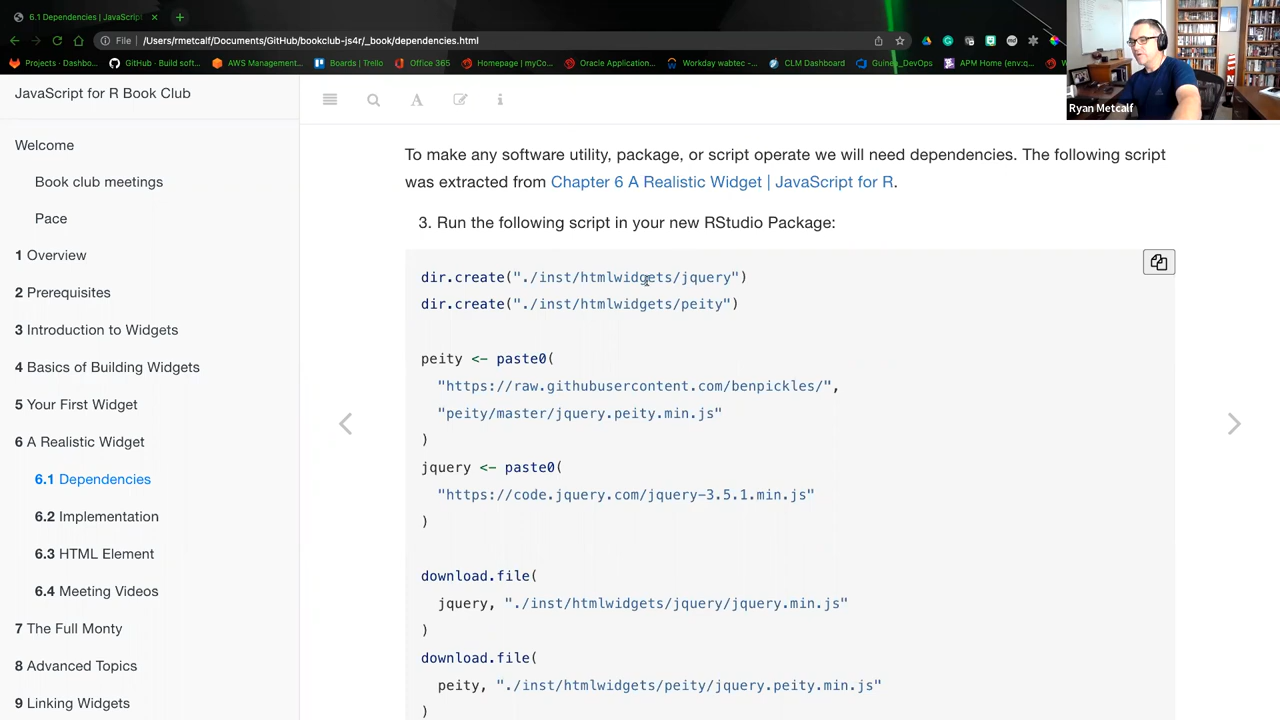 6.1 Dependencies | JavaScript
File
/Users/rmetcalf/Documents/GitHub/bookclub-js4r/_book/dependencies.html
Projects · Dashbo...
GitHub · Build soft...
AWS Management...
Boards | Trello
Office 365
Homepage | myCo...
Oracle Application...
Workday wabtec -...
CLM Dashboard
Guinea_DevOps
APM Home (env:q...
Ryan Metcalf
JavaScript for R Book Club
Welcome
Book club meetings
Pace
1 Overview
2 Prerequisites
3 Introduction to Widgets
4 Basics of Building Widgets
5 Your First Widget
6 A Realistic Widget
6.1 Dependencies
6.2 Implementation
6.3 HTML Element
6.4 Meeting Videos
7 The Full Monty
8 Advanced Topics
9 Linking Widgets
To make any software utility, package, or script operate we will need dependencies. The following script
was extracted from Chapter 6 A Realistic Widget | JavaScript for R.
3. Run the following script in your new RStudio Package:
dir.create("./inst/htmlwidgets/jquery")
dir.create("./inst/htmlwidgets/peity")
peity <- paste0(
"https://raw.githubusercontent.com/benpickles/",
"peity/master/jquery.peity.min.js"
)
jquery <- paste0(
"https://code.jquery.com/jquery-3.5.1.min.js"
)
download.file(
jquery, "./inst/htmlwidgets/jquery/jquery.min.js"
)
download.file(
peity, "./inst/htmlwidgets/peity/jquery.peity.min.js"
)